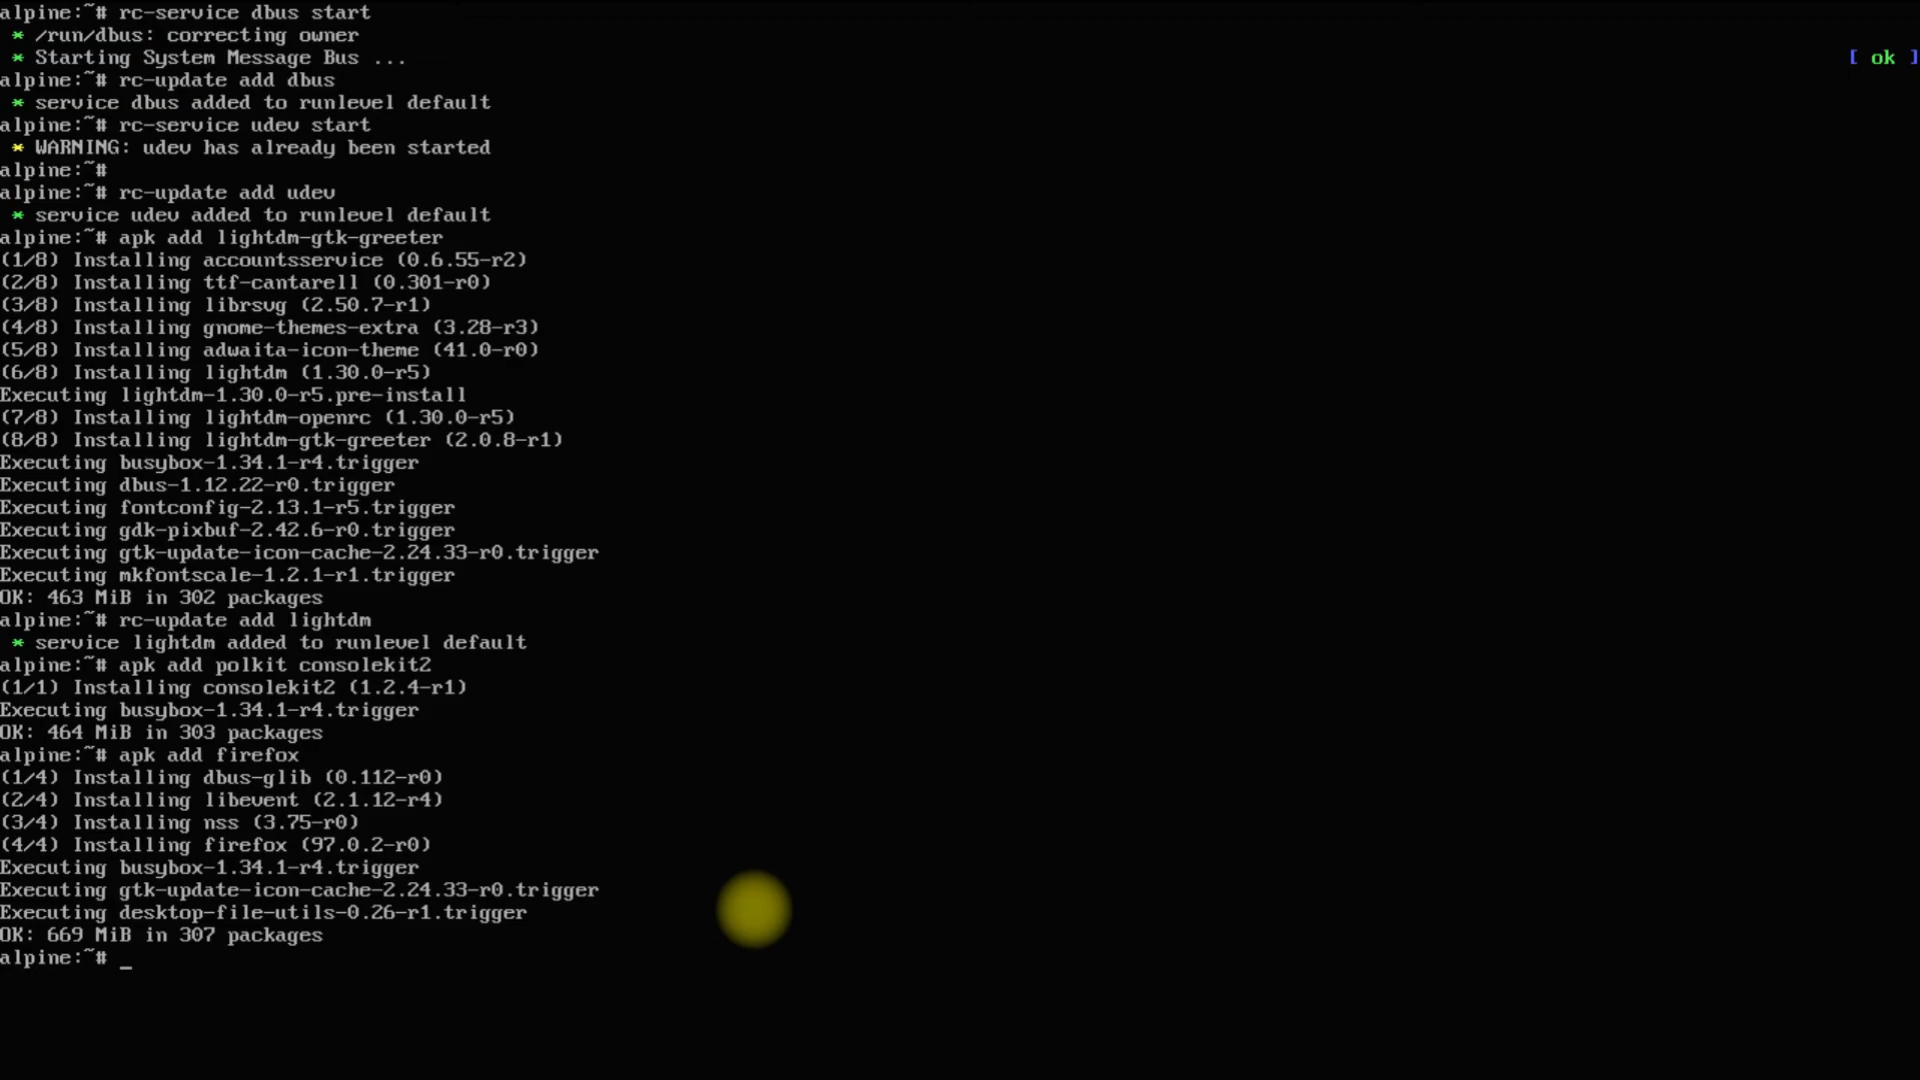 alpine:~# rc-service dbus start
 * /run/dbus: correcting owner
 * Starting System Message Bus ... [ ok ]
alpine:~# rc-update add dbus
 * service dbus added to runlevel default
alpine:~# rc-service udev start
 * WARNING: udev has already been started
alpine:~#
alpine:~# rc-update add udev
 * service udev added to runlevel default
alpine:~# apk add lightdm-gtk-greeter
(1/8) Installing accountsservice (0.6.55-r2)
(2/8) Installing ttf-cantarell (0.301-r0)
(3/8) Installing librsvg (2.50.7-r1)
(4/8) Installing gnome-themes-extra (3.28-r3)
(5/8) Installing adwaita-icon-theme (41.0-r0)
(6/8) Installing lightdm (1.30.0-r5)
Executing lightdm-1.30.0-r5.pre-install
(7/8) Installing lightdm-openrc (1.30.0-r5)
(8/8) Installing lightdm-gtk-greeter (2.0.8-r1)
Executing busybox-1.34.1-r4.trigger
Executing dbus-1.12.22-r0.trigger
Executing fontconfig-2.13.1-r5.trigger
Executing gdk-pixbuf-2.42.6-r0.trigger
Executing gtk-update-icon-cache-2.24.33-r0.trigger
Executing mkfontscale-1.2.1-r1.trigger
OK: 463 MiB in 302 packages
alpine:~# rc-update add lightdm
 * service lightdm added to runlevel default
alpine:~# apk add polkit consolekit2
(1/1) Installing consolekit2 (1.2.4-r1)
Executing busybox-1.34.1-r4.trigger
OK: 464 MiB in 303 packages
alpine:~# apk add firefox
(1/4) Installing dbus-glib (0.112-r0)
(2/4) Installing libevent (2.1.12-r4)
(3/4) Installing nss (3.75-r0)
(4/4) Installing firefox (97.0.2-r0)
Executing busybox-1.34.1-r4.trigger
Executing gtk-update-icon-cache-2.24.33-r0.trigger
Executing desktop-file-utils-0.26-r1.trigger
OK: 669 MiB in 307 packages
alpine:~# _